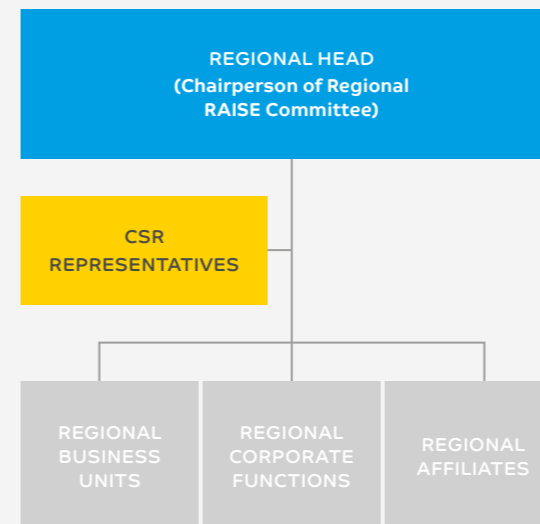 REGIONAL HEAD
(Chairperson of Regional
RAISE Committee)
CSR
REPRESENTATIVES
REGIONAL
BUSINESS
UNITS
REGIONAL
CORPORATE
FUNCTIONS
REGIONAL
AFFILIATES